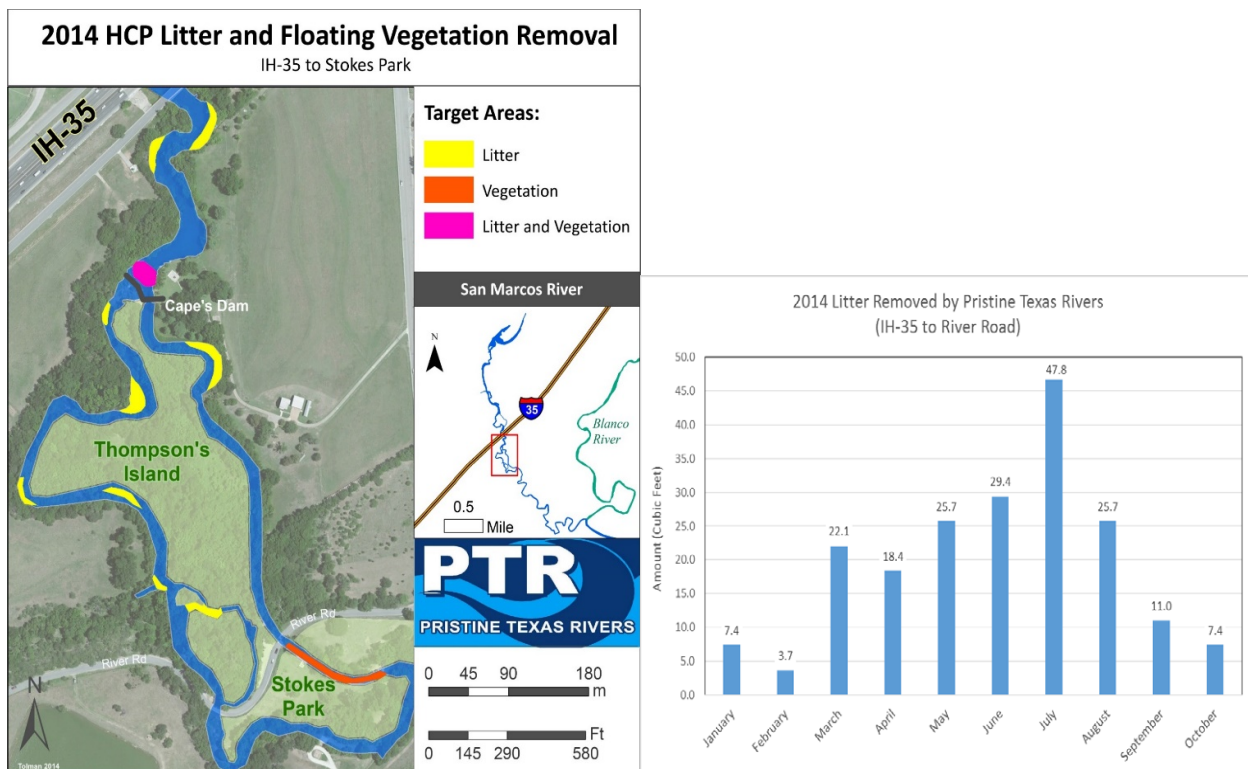 2014 HCP Litter and Floating Vegetation Removal
IH-35 to Stokes Park
IH-35
Cape's Dam
Thompson's
Island
River Rd
River Rd
Stokes
Park
N
Tolman 2014
Target Areas:
Litter
Vegetation
Litter and Vegetation
San Marcos River
N
35
Blanco
River
0.5
Mile
PTR
PRISTINE TEXAS RIVERS
0 45 90 180
m
Ft
0 145 290 580
2014 Litter Removed by Pristine Texas Rivers
(IH-35 to River Road)
Amount (Cubic Feet)
50.0
45.0
40.0
35.0
30.0
25.0
20.0
15.0
10.0
5.0
0.0
7.4
3.7
22.1
18.4
25.7
29.4
47.8
25.7
11.0
7.4
January
February
March
April
May
June
July
August
September
October